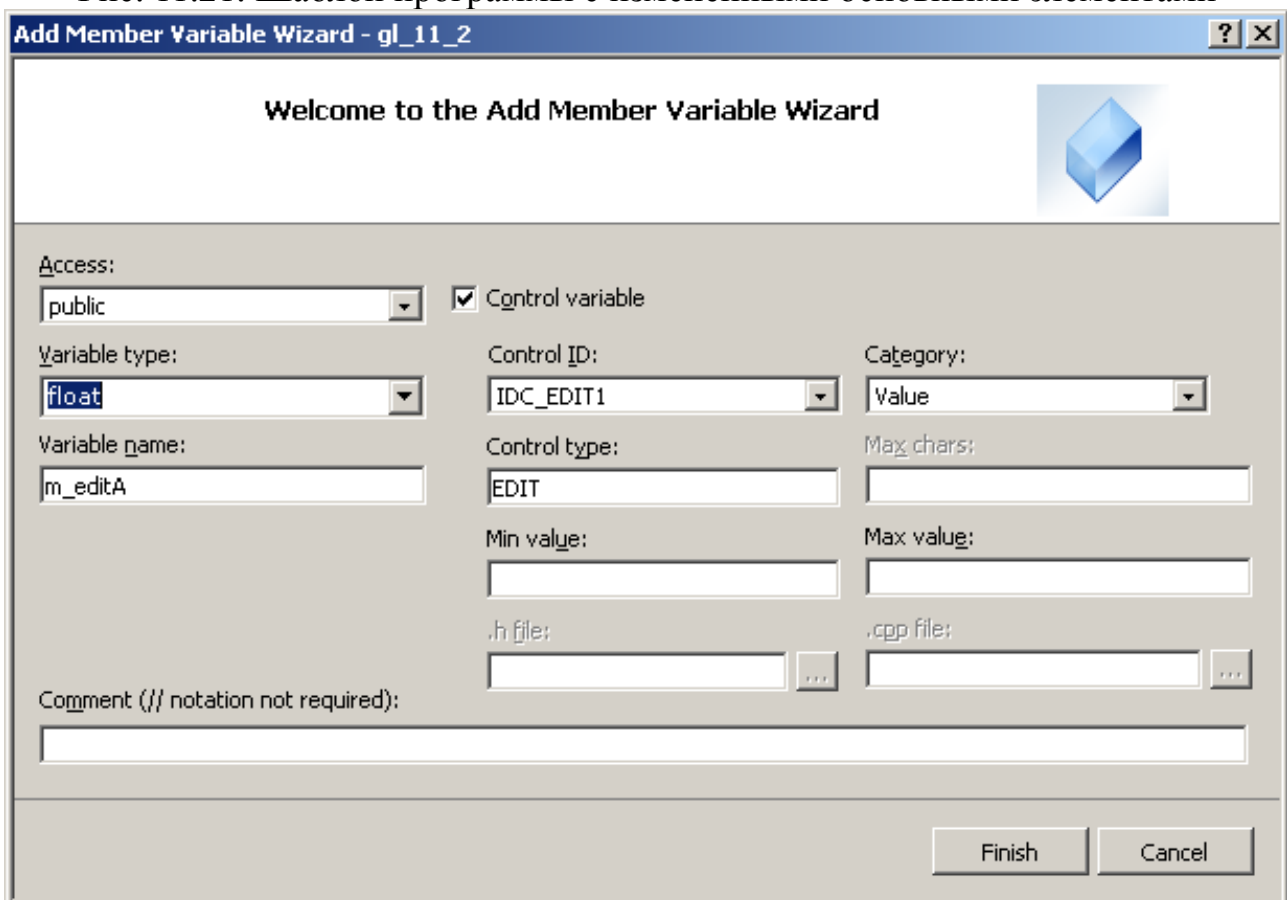 Add Member Variable Wizard - gl_11_2
Welcome to the Add Member Variable Wizard
Access:
public
Control variable
Variable type:
Control ID:
Category:
float
IDC_EDIT1
Value
Variable name:
Control type:
Max chars:
m_editA
EDIT
Min value:
Max value:
.h file:
.cpp file:
...
...
Comment (// notation not required):
Finish
Cancel